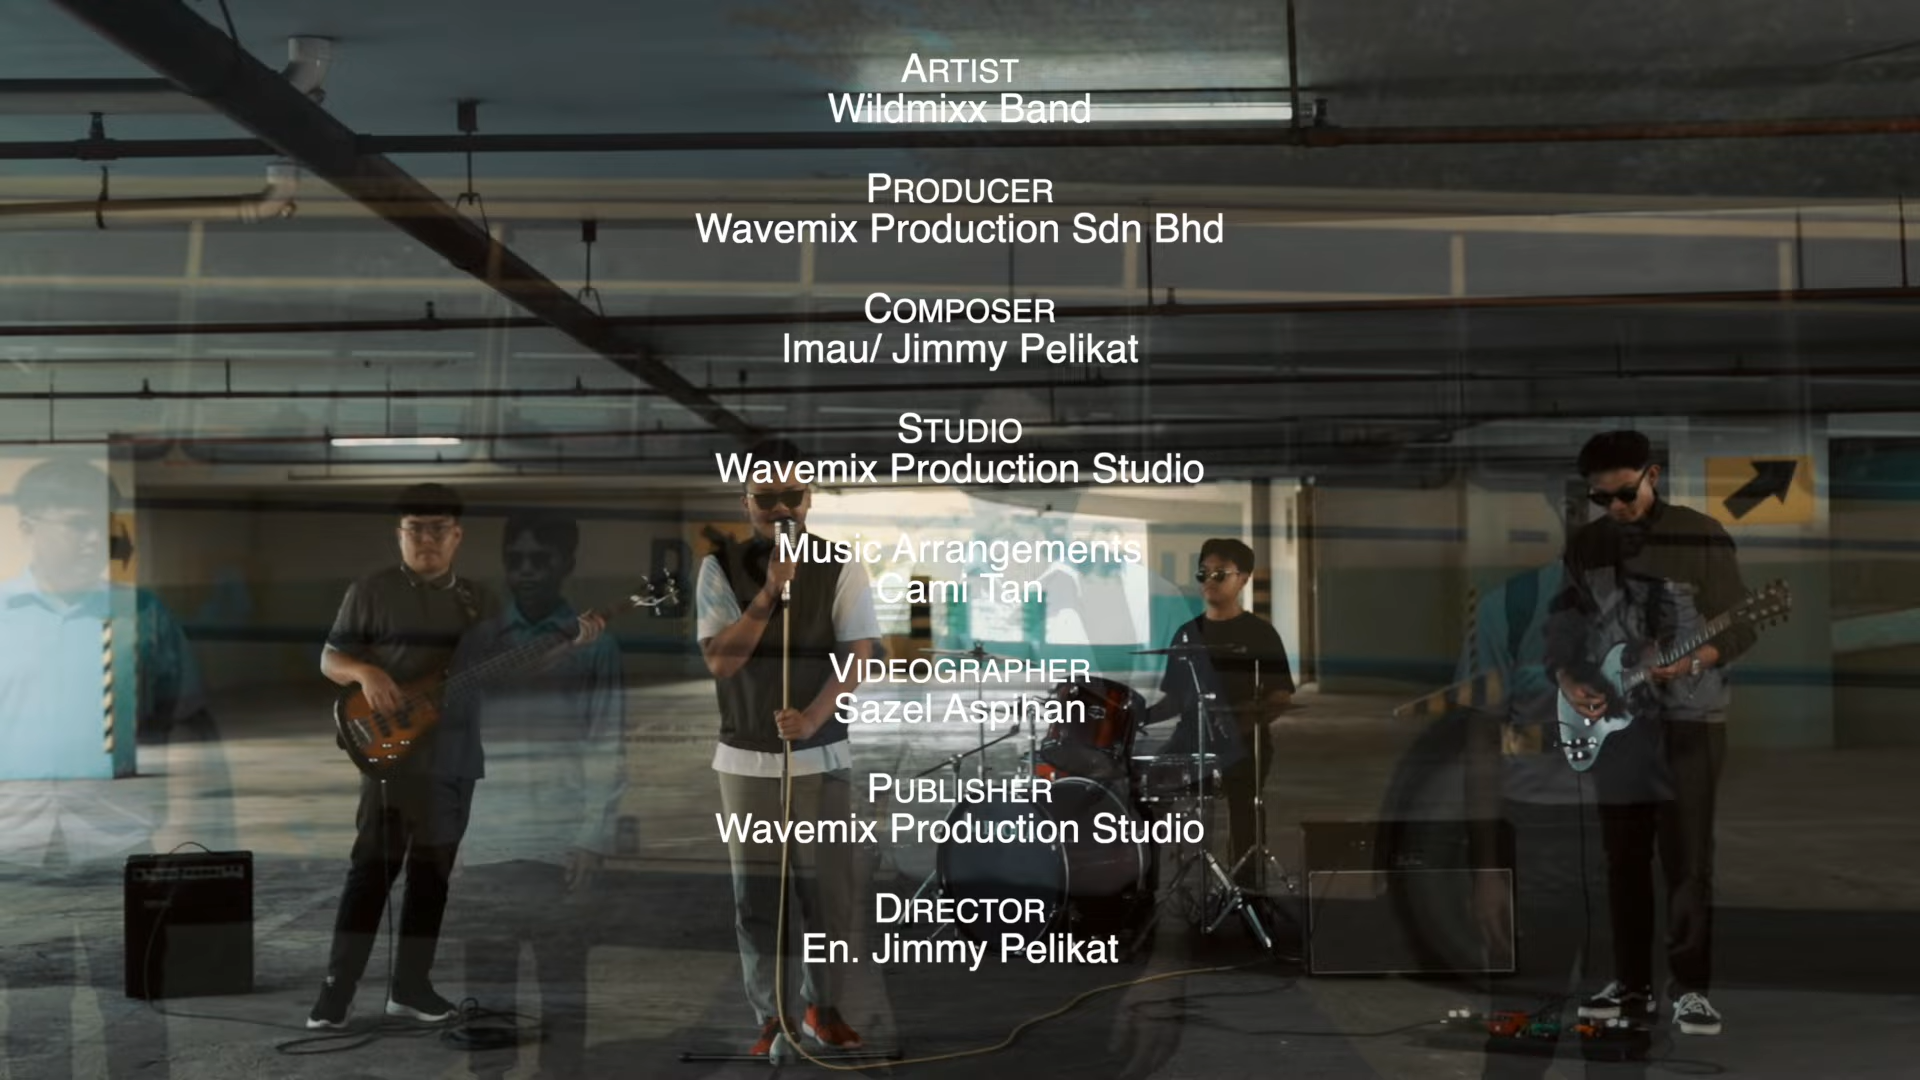 ARTIST
Wildmixx Band
PRODUCER
Wavemix Production Sdn Bhd
COMPOSER
Imau/ Jimmy Pelikat
STUDIO
Wavemix Production Studio
Music Arrangements
Cami Tan
VIDEOGRAPHER
Sazel Aspihan
PUBLISHER
Wavemix Production Studio
DIRECTOR
En. Jimmy Pelikat